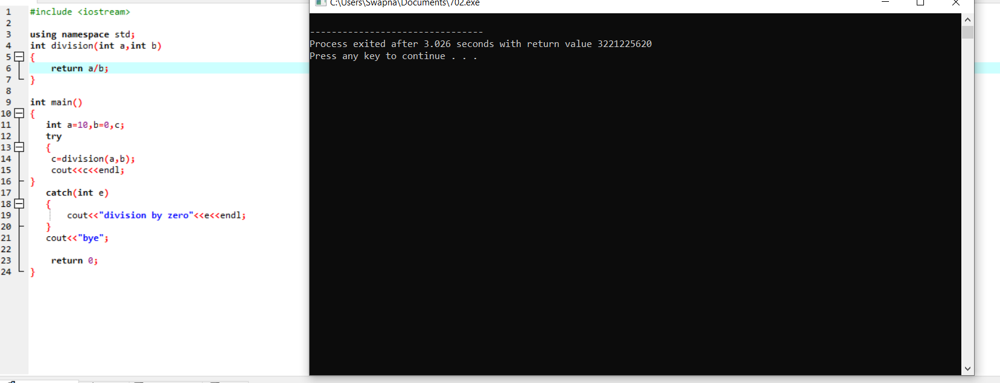 1 #include <iostream>
2
3 using namespace std;
4 int division(int a,int b)
5 {
6 return a/b;
7 }
8
9 int main()
10 {
11 int a=10,b=0,c;
12 try
13 {
14 c=division(a,b);
15 cout<<c<<endl;
16 }
17 catch(int e)
18 {
19 cout<<"division by zero"<<e<<endl;
20 }
21 cout<<"bye";
22
23 return 0;
24 }
C:\Users\Swapna\Documents\702.exe
--------------------------------
Process exited after 3.026 seconds with return value 3221225620
Press any key to continue . . .